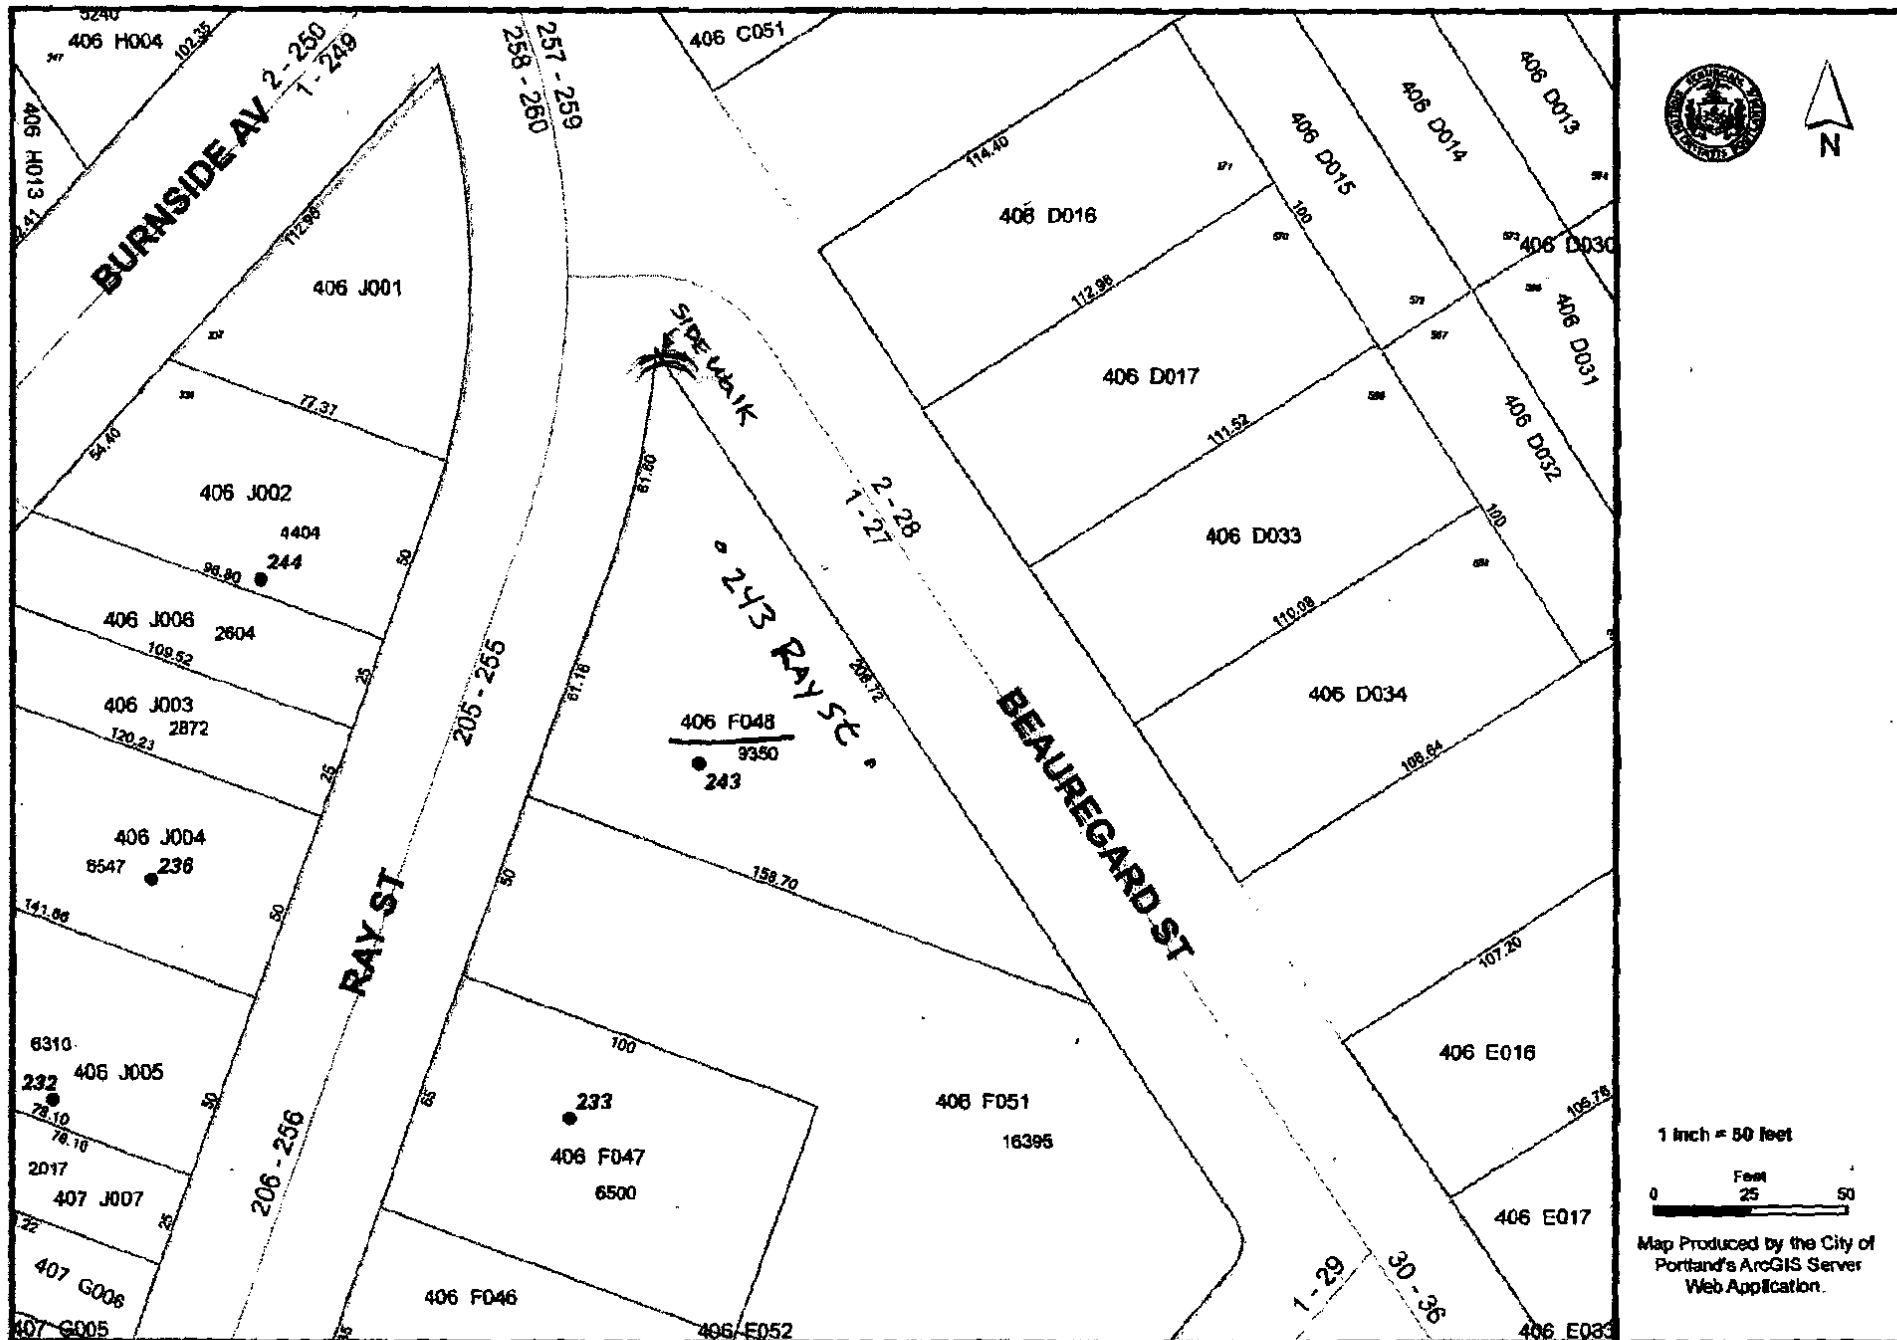 5240
406 H004
102.35
406 H013
2 - 250
1 - 249
BURNSIDE AV
257 - 259
258 - 260
406 C051
112.98
406 J001
77.37
54.40
406 J002
4404
244
98.80
50
406 J006
2604
109.52
25
406 J003
2872
120.23
25
406 J004
6547
236
141.86
50
6310
406 J005
232
78.10
78.10
50
2017
407 J007
25
407 G006
407 G005
205 - 255
RAY ST
206 - 256
SIDEWALK
61.60
61.16
50
65
" 243 RAY St "
208.72
406 F048
9350
243
158.70
100
233
406 F047
6500
406 F046
406 E052
406 F051
16395
2 - 28
1 - 27
BEAUREGARD ST
1 - 29
30 - 36
114.40
571
406 D016
570
100
112.96
406 D017
111.52
406 D033
110.08
406 D034
108.64
100
406 D015
406 D014
406 D013
406 D030
406 D031
406 D032
107.20
406 E016
105.76
406 E017
406 E033
N
1 inch = 50 feet
Feet
0 25 50
Map Produced by the City of
Portland's ArcGIS Server
Web Application.